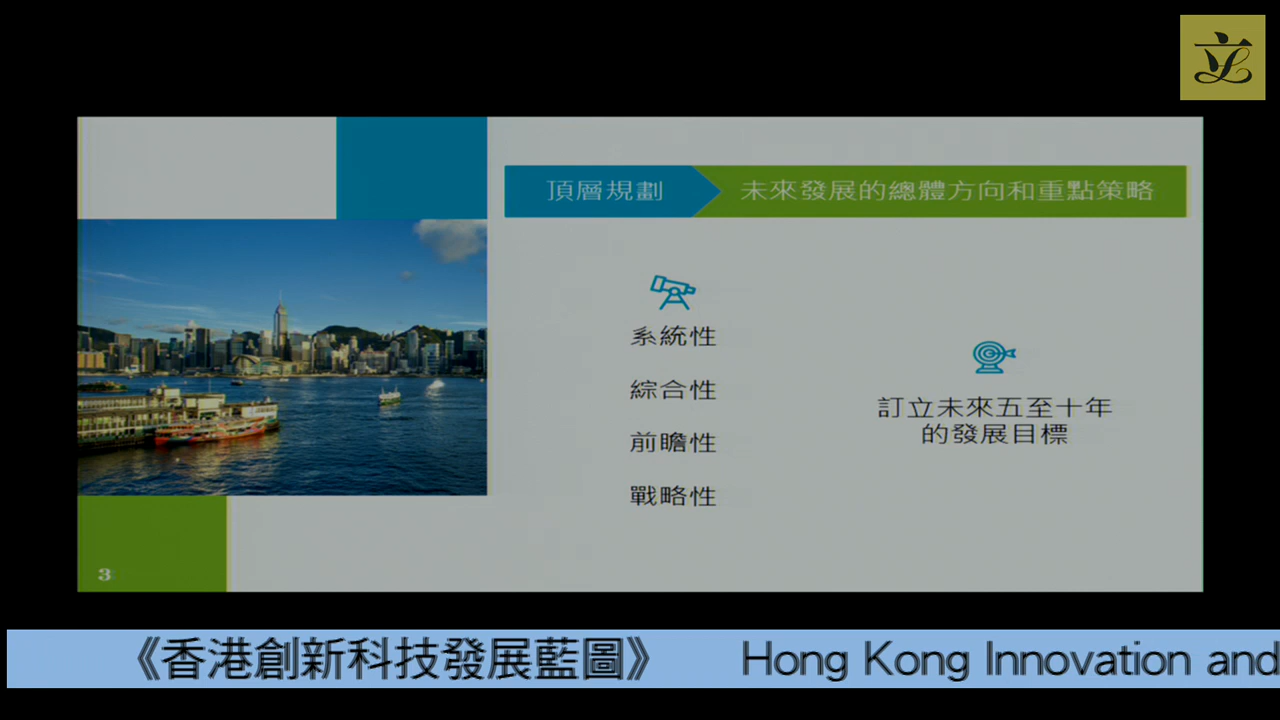 立
頂層規劃
未來發展的總體方向和重點策略
系統性
綜合性
前瞻性
戰略性
訂立未來五至十年
的發展目標
3
《香港創新科技發展藍圖》 Hong Kong Innovation and